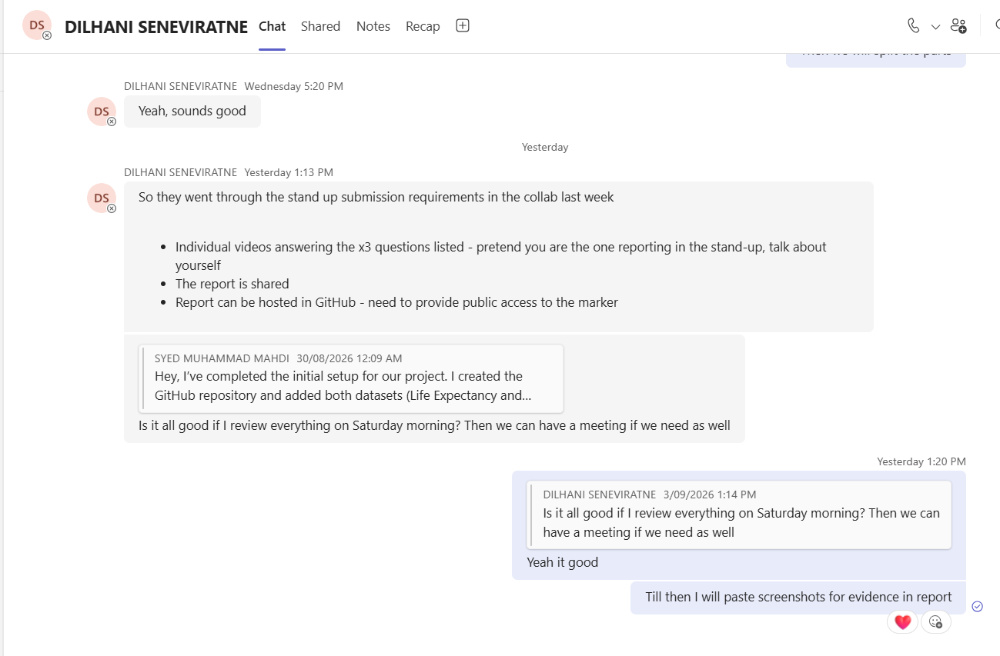 DS
DILHANI SENEVIRATNE Chat Shared Notes Recap
Then we will split the parts
DILHANI SENEVIRATNE Wednesday 5:20 PM
DS
Yeah, sounds good
Yesterday
DILHANI SENEVIRATNE Yesterday 1:13 PM
DS
So they went through the stand up submission requirements in the collab last week
• Individual videos answering the x3 questions listed - pretend you are the one reporting in the stand-up, talk about
yourself
• The report is shared
• Report can be hosted in GitHub - need to provide public access to the marker
SYED MUHAMMAD MAHDI 30/08/2026 12:09 AM
Hey, I’ve completed the initial setup for our project. I created the
GitHub repository and added both datasets (Life Expectancy and...
Is it all good if I review everything on Saturday morning? Then we can have a meeting if we need as well
Yesterday 1:20 PM
DILHANI SENEVIRATNE 3/09/2026 1:14 PM
Is it all good if I review everything on Saturday morning? Then we can
have a meeting if we need as well
Yeah it good
Till then I will paste screenshots for evidence in report